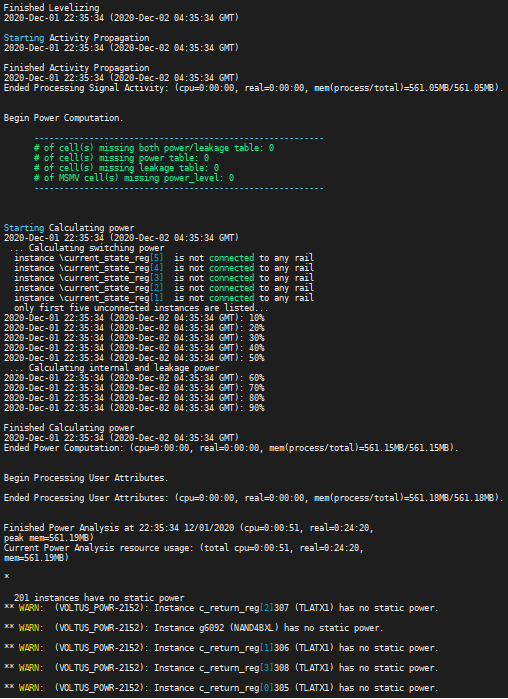 Finished Levelizing
2020-Dec-01 22:35:34 (2020-Dec-02 04:35:34 GMT)
Starting Activity Propagation
2020-Dec-01 22:35:34 (2020-Dec-02 04:35:34 GMT)
Finished Activity Propagation
2020-Dec-01 22:35:34 (2020-Dec-02 04:35:34 GMT)
Ended Processing Signal Activity: (cpu=0:00:00, real=0:00:00, mem(process/total)=561.05MB/561.05MB).
Begin Power Computation.
----------------------------------------------------------
# of cell(s) missing both power/leakage table: 0
# of cell(s) missing power table: 0
# of cell(s) missing leakage table: 0
# of MSMV cell(s) missing power_level: 0
----------------------------------------------------------
Starting Calculating power
2020-Dec-01 22:35:34 (2020-Dec-02 04:35:34 GMT)
... Calculating switching power
instance \current_state_reg[5]  is not connected to any rail
instance \current_state_reg[4]  is not connected to any rail
instance \current_state_reg[3]  is not connected to any rail
instance \current_state_reg[2]  is not connected to any rail
instance \current_state_reg[1]  is not connected to any rail
only first five unconnected instances are listed...
2020-Dec-01 22:35:34 (2020-Dec-02 04:35:34 GMT): 10%
2020-Dec-01 22:35:34 (2020-Dec-02 04:35:34 GMT): 20%
2020-Dec-01 22:35:34 (2020-Dec-02 04:35:34 GMT): 30%
2020-Dec-01 22:35:34 (2020-Dec-02 04:35:34 GMT): 40%
2020-Dec-01 22:35:34 (2020-Dec-02 04:35:34 GMT): 50%
... Calculating internal and leakage power
2020-Dec-01 22:35:34 (2020-Dec-02 04:35:34 GMT): 60%
2020-Dec-01 22:35:34 (2020-Dec-02 04:35:34 GMT): 70%
2020-Dec-01 22:35:34 (2020-Dec-02 04:35:34 GMT): 80%
2020-Dec-01 22:35:34 (2020-Dec-02 04:35:34 GMT): 90%
Finished Calculating power
2020-Dec-01 22:35:34 (2020-Dec-02 04:35:34 GMT)
Ended Power Computation: (cpu=0:00:00, real=0:00:00, mem(process/total)=561.15MB/561.15MB).
Begin Processing User Attributes.
Ended Processing User Attributes: (cpu=0:00:00, real=0:00:00, mem(process/total)=561.18MB/561.18MB).
Finished Power Analysis at 22:35:34 12/01/2020 (cpu=0:00:51, real=0:24:20,
peak mem=561.19MB)
Current Power Analysis resource usage: (total cpu=0:00:51, real=0:24:20,
mem=561.19MB)
*
201 instances have no static power
** WARN:  (VOLTUS_POWR-2152): Instance c_return_reg[2]307 (TLATX1) has no static power.
** WARN:  (VOLTUS_POWR-2152): Instance g6092 (NAND4BXL) has no static power.
** WARN:  (VOLTUS_POWR-2152): Instance c_return_reg[1]306 (TLATX1) has no static power.
** WARN:  (VOLTUS_POWR-2152): Instance c_return_reg[3]308 (TLATX1) has no static power.
** WARN:  (VOLTUS_POWR-2152): Instance c_return_reg[0]305 (TLATX1) has no static power.